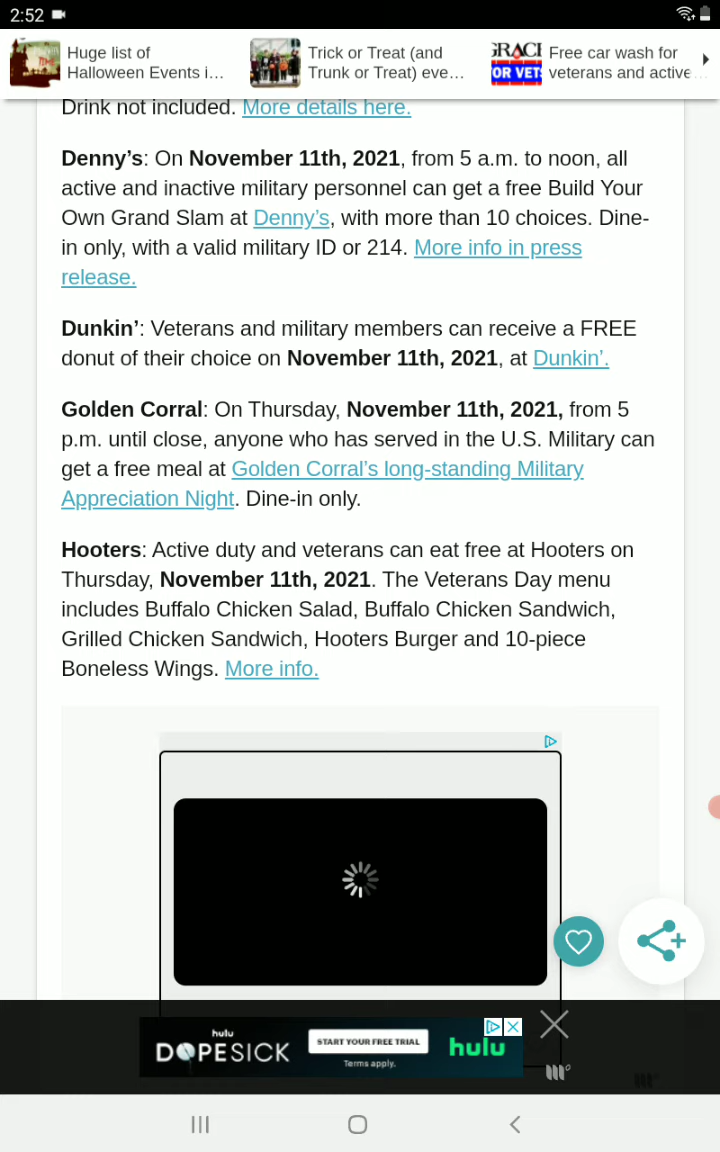 2:52
Huge list of
Halloween Events i...
Trick or Treat (and
Trunk or Treat) eve...
GRACE
OR VET
Free car wash for
veterans and active...
Drink not included. More details here.
Denny’s: On November 11th, 2021, from 5 a.m. to noon, all
active and inactive military personnel can get a free Build Your
Own Grand Slam at Denny’s, with more than 10 choices. Dine-
in only, with a valid military ID or 214. More info in press
release.
Dunkin’: Veterans and military members can receive a FREE
donut of their choice on November 11th, 2021, at Dunkin’.
Golden Corral: On Thursday, November 11th, 2021, from 5
p.m. until close, anyone who has served in the U.S. Military can
get a free meal at Golden Corral’s long-standing Military
Appreciation Night. Dine-in only.
Hooters: Active duty and veterans can eat free at Hooters on
Thursday, November 11th, 2021. The Veterans Day menu
includes Buffalo Chicken Salad, Buffalo Chicken Sandwich,
Grilled Chicken Sandwich, Hooters Burger and 10-piece
Boneless Wings. More info.
hulu
DOPESICK
START YOUR FREE TRIAL
Terms apply.
hulu